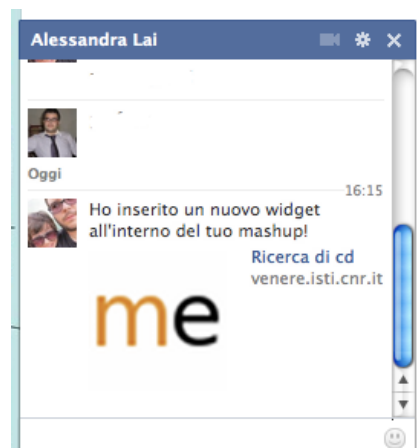 Alessandra Lai
Oggi
16:15
Ho inserito un nuovo widget
all'interno del tuo mashup!
Ricerca di cd
venere.isti.cnr.it
me